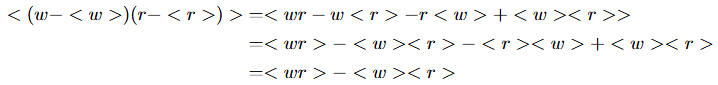 < (w− < w >)(r− < r >) > =< wr − w < r > −r < w > + < w >< r >>
=< wr > − < w >< r > − < r >< w > + < w >< r >
=< wr > − < w >< r >